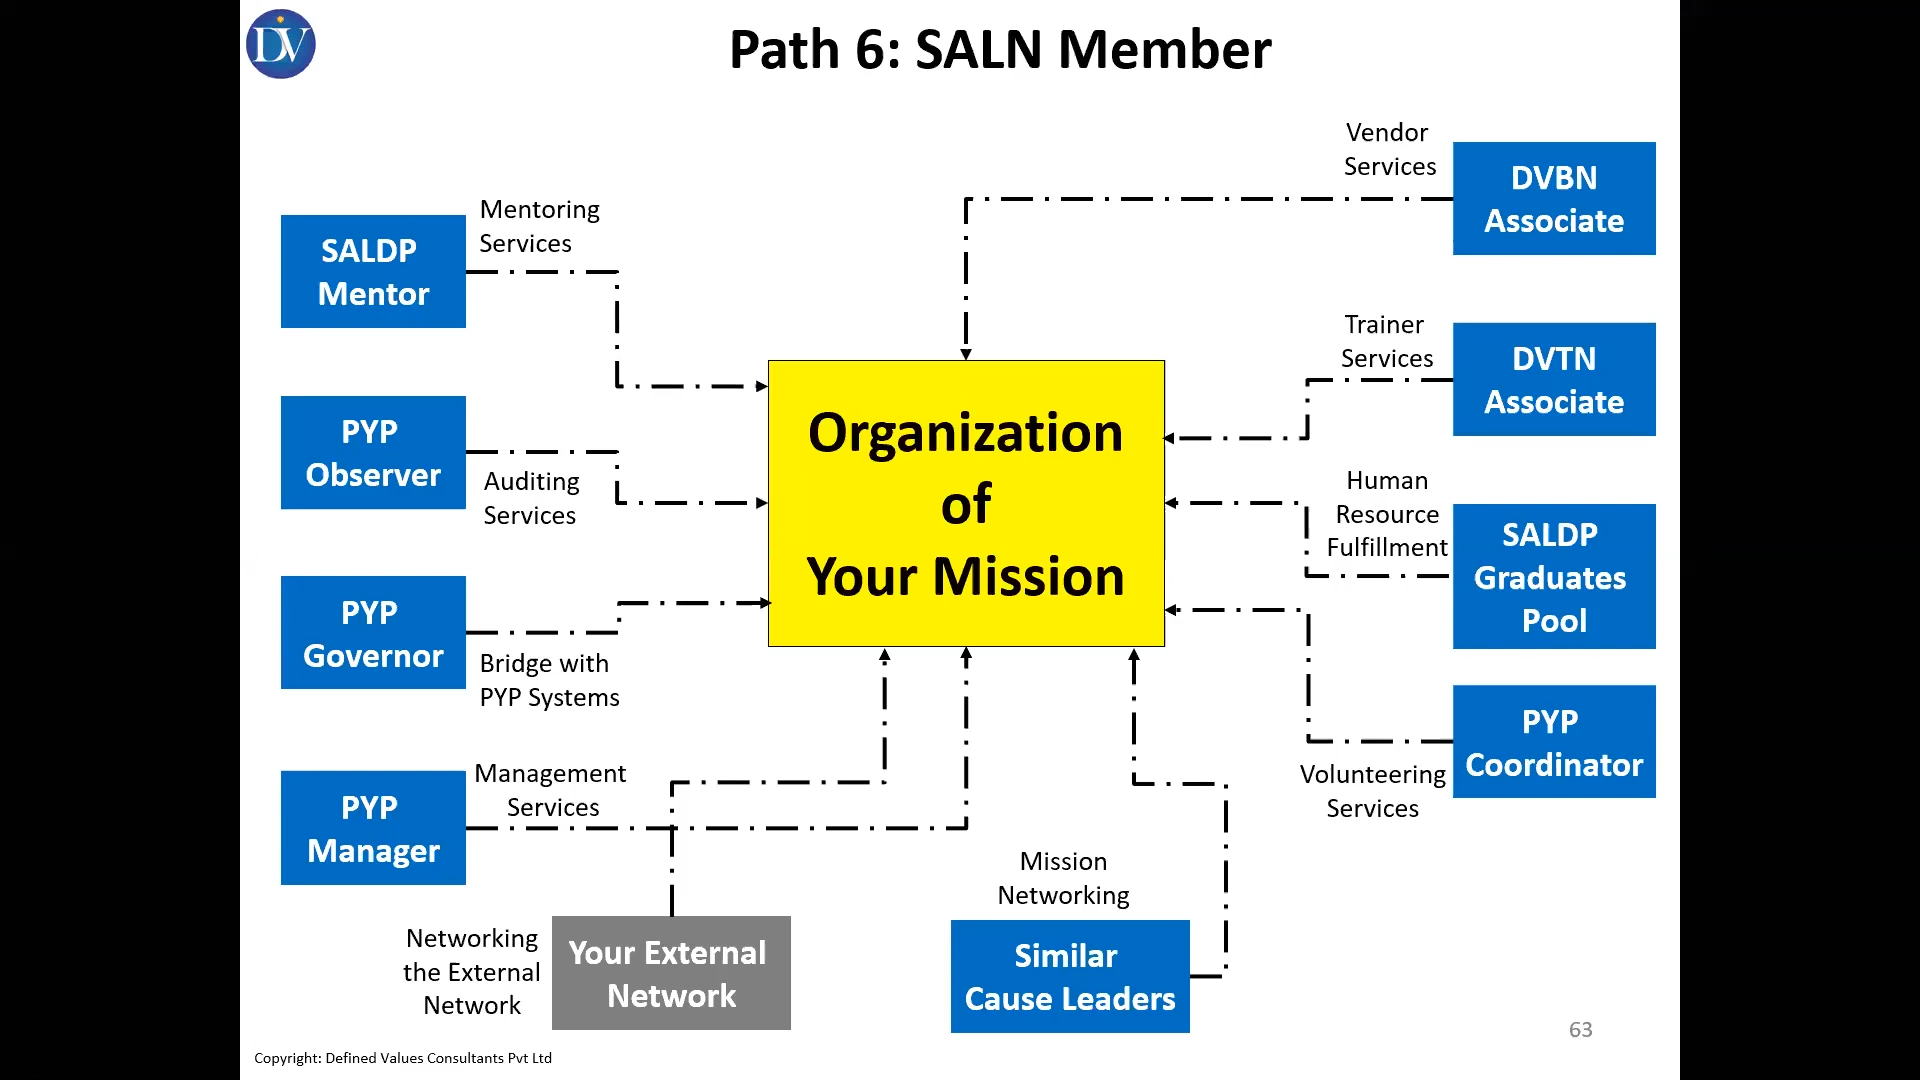 DV
Path 6: SALN Member
Vendor
Services
DVBN
Associate
Mentoring
Services
SALDP
Mentor
Trainer
Services
DVTN
Associate
PYP
Observer
Auditing
Services
Organization
of
Your Mission
Human
Resource
Fulfillment
SALDP
Graduates
Pool
PYP
Governor
Bridge with
PYP Systems
PYP
Coordinator
Volunteering
Services
PYP
Manager
Management
Services
Mission
Networking
Networking
the External
Network
Your External
Network
Similar
Cause Leaders
63
Copyright: Defined Values Consultants Pvt Ltd